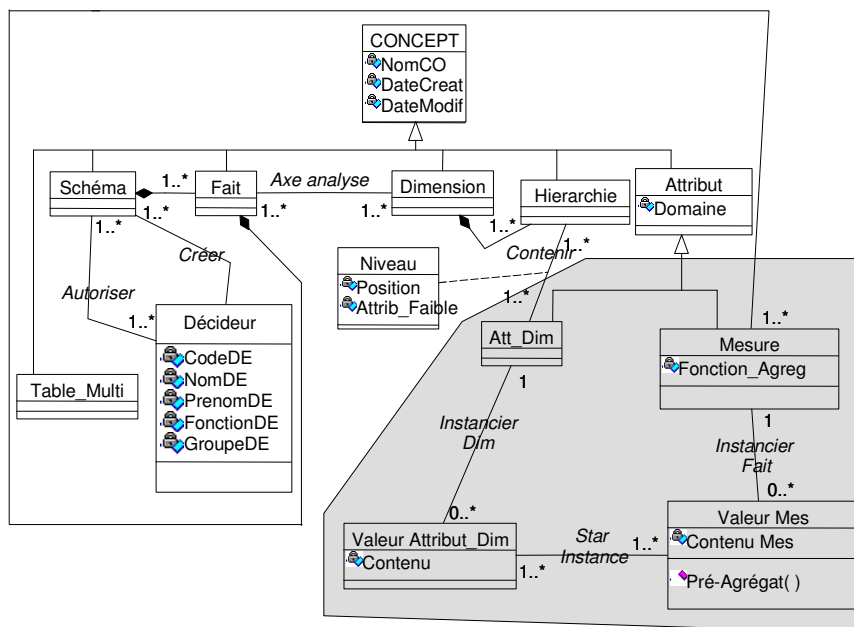 CONCEPT
NomCO
DateCreat
DateModif
Schéma
1..*
Fait
Axe analyse
Dimension
Hierarchie
Attribut
Domaine
1..*
1..*
1..*
1..*
1..*
Créer
Contenir
1..*
Autoriser
Niveau
Position
Attrib_Faible
1..*
1..*
Décideur
CodeDE
NomDE
PrenomDE
FonctionDE
GroupeDE
Table_Multi
Att_Dim
1
1..*
Mesure
Fonction_Agreg
1
Instancier
Dim
Instancier
Fait
0..*
0..*
Valeur Attribut_Dim
Contenu
Star
Instance
1..*
1..*
Valeur Mes
Contenu Mes
Pré-Agrégat( )